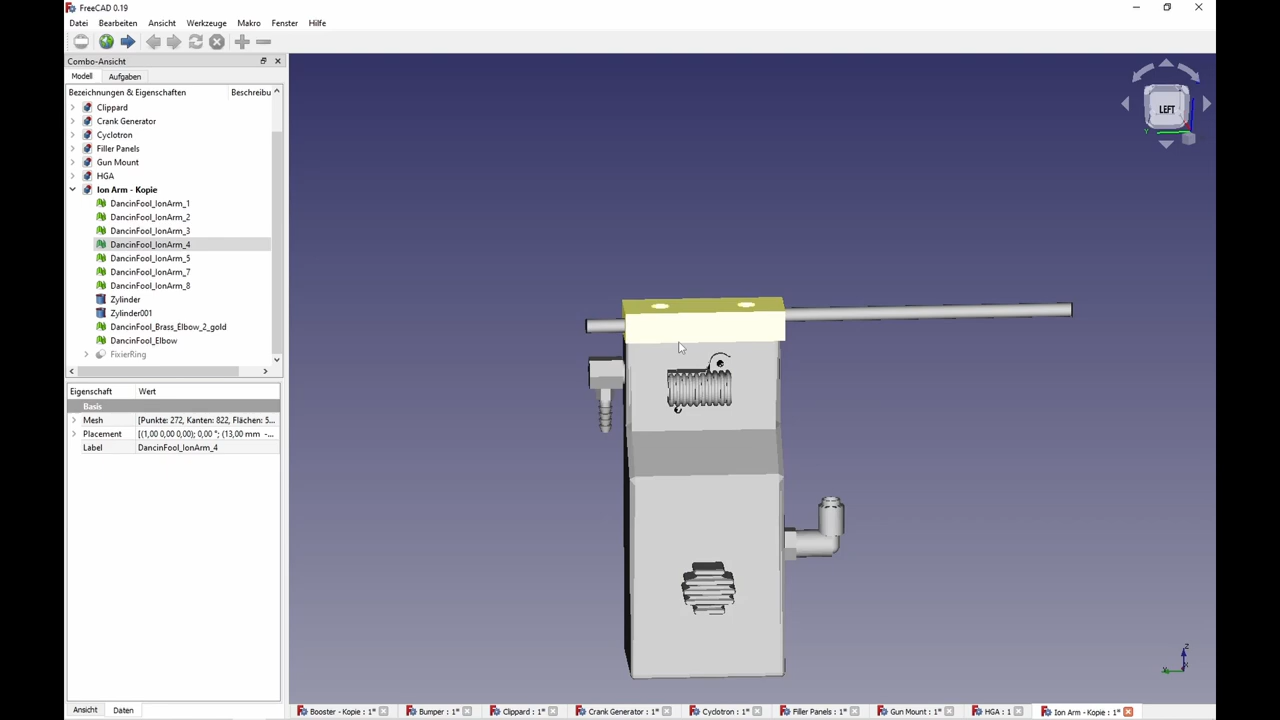 FreeCAD 0.19
Datei Bearbeiten Ansicht Werkzeuge Makro Fenster Hilfe
Combo-Ansicht
Modell Aufgaben
Bezeichnungen & Eigenschaften Beschreibu
Clippard
Crank Generator
Cyclotron
Filler Panels
Gun Mount
HGA
Ion Arm - Kopie
DancinFool_IonArm_1
DancinFool_IonArm_2
DancinFool_IonArm_3
DancinFool_IonArm_4
DancinFool_IonArm_5
DancinFool_IonArm_7
DancinFool_IonArm_8
Zylinder
Zylinder001
DancinFool_Brass_Elbow_2_gold
DancinFool_Elbow
FixierRing
Eigenschaft Wert
Basis
Mesh [Punkte: 272, Kanten: 822, Flächen: 5...
Placement [(1,00 0,00 0,00); 0,00 °; (13,00 mm -...
Label DancinFool_IonArm_4
Ansicht Daten
LEFT
Y
Z
Booster - Kopie : 1* Bumper : 1* Clippard : 1* Crank Generator : 1* Cyclotron : 1* Filler Panels : 1* Gun Mount : 1* HGA : 1 Ion Arm - Kopie : 1*